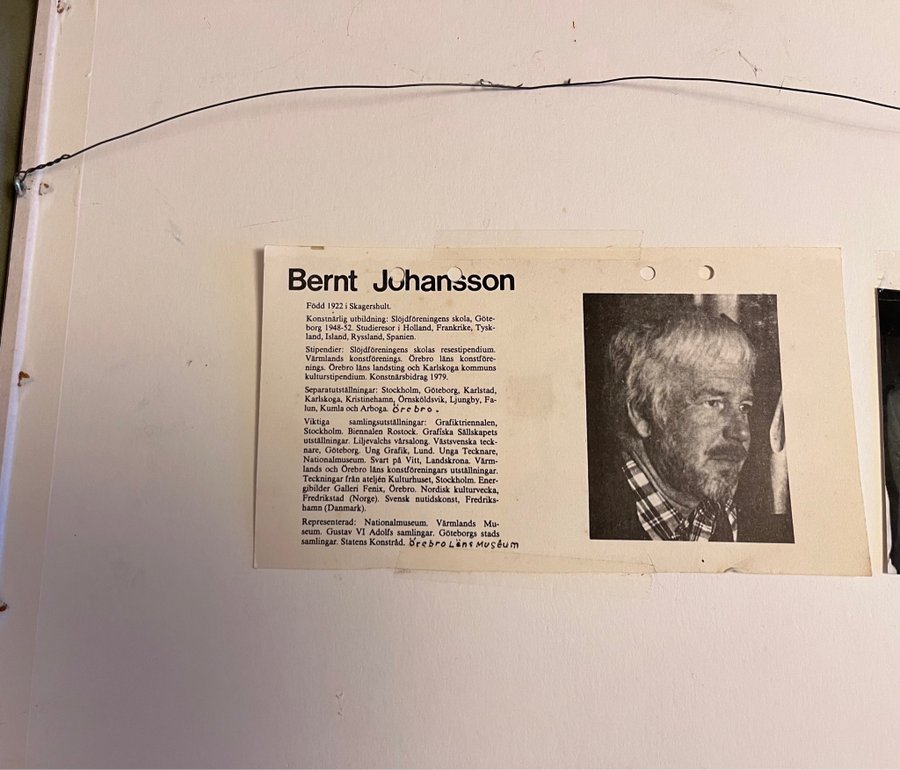 Bernt Johansson
Född 1922 i Skagershult.
Konstnärlig utbildning: Slöjdföreningens skola, Göte-
borg 1948-52. Studieresor i Holland, Frankrike, Tysk-
land, Island, Ryssland, Spanien.
Stipendier: Slöjdföreningens skolas resestipendium.
Värmlands konstförenings. Örebro läns konstföre-
nings. Örebro läns landsting och Karlskoga kommuns
kulturstipendium. Konstnärsbidrag 1979.
Separatutställningar: Stockholm, Göteborg, Karlstad,
Karlskoga, Kristinehamn, Örnsköldsvik, Ljungby, Fa-
lun, Kumla och Arboga. Örebro.
Viktiga samlingsutställningar: Grafiktriennalen,
Stockholm. Biennalen Rostock. Grafiska Sällskapets
utställningar. Liljevalchs vårsalong. Västsvenska teck-
nare, Göteborg. Ung Grafik, Lund. Unga Tecknare,
Nationalmuseum. Svart på Vitt, Landskrona. Värm-
lands och Örebro läns konstföreningars utställningar.
Teckningar från ateljén Kulturhuset, Stockholm. Ener-
gibilder Galleri Fenix, Örebro. Nordisk kulturvecka,
Fredrikstad (Norge). Svensk nutidskonst, Fredriks-
hamn (Danmark).
Representerad: Nationalmuseum. Värmlands Mu-
seum. Gustav VI Adolfs samlingar. Göteborgs stads
samlingar. Statens Konstråd. Örebro Läns Museum